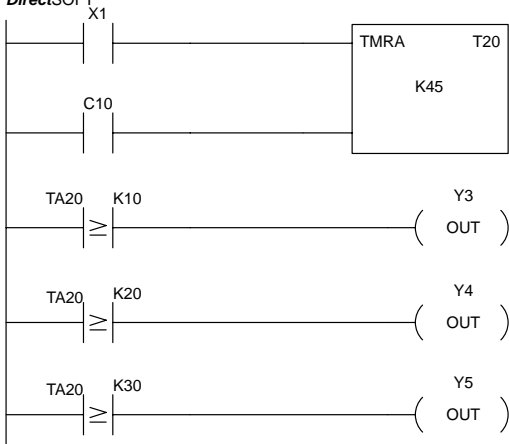 DirectSOFT
X1
TMRA T20
K45
C10
TA20 K10 Y3
≥ OUT
TA20 K20 Y4
≥ OUT
TA20 K30 Y5
≥ OUT